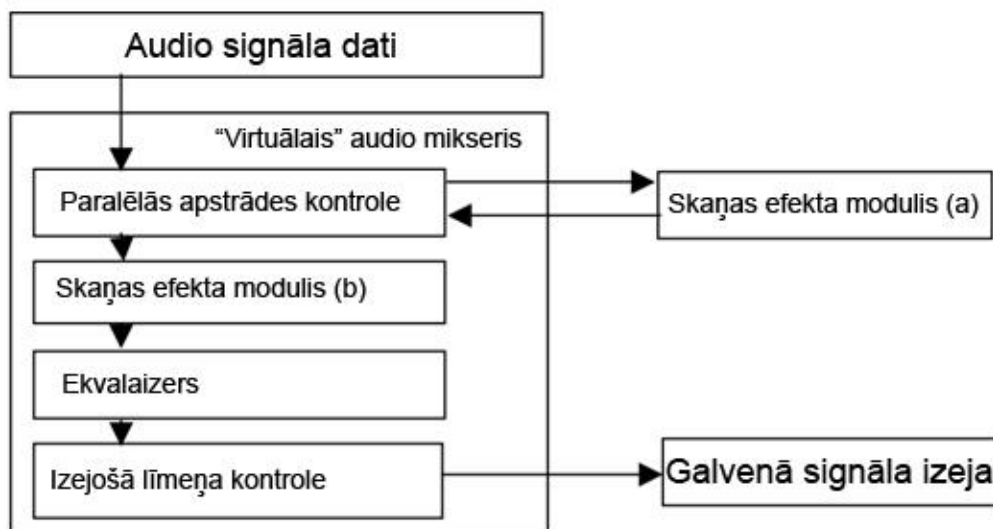 Audio signāla dati
“Virtuālais” audio mikseris
Paralēlās apstrādes kontrole
Skaņas efekta modulis (a)
Skaņas efekta modulis (b)
Ekvalaizers
Izejošā līmeņa kontrole
Galvenā signāla izeja